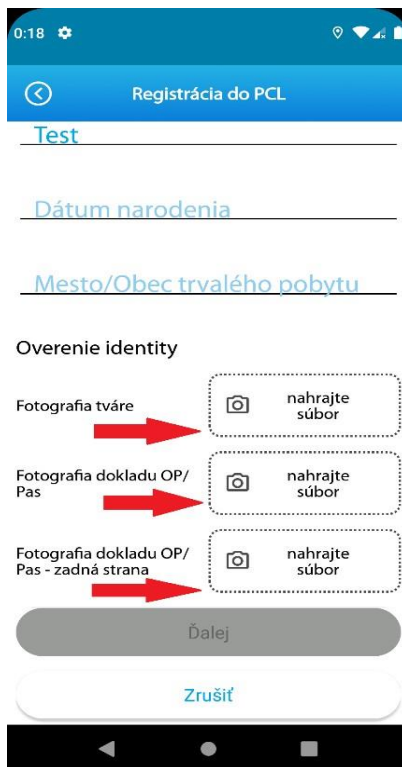 0:18
Registrácia do PCL
Test
Dátum narodenia
Mesto/Obec trvalého pobytu
Overenie identity
Fotografia tváre
nahrajte
súbor
Fotografia dokladu OP/
Pas
nahrajte
súbor
Fotografia dokladu OP/
Pas - zadná strana
nahrajte
súbor
Ďalej
Zrušiť